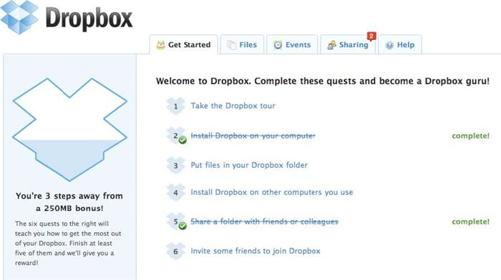 Dropbox
Get Started Files Events Sharing 2 Help
Welcome to Dropbox. Complete these quests and become a Dropbox guru!
1 Take the Dropbox tour
2 Install Dropbox on your computer complete!
3 Put files in your Dropbox folder
4 Install Dropbox on other computers you use
5 Share a folder with friends or colleagues complete!
6 Invite some friends to join Dropbox
You're 3 steps away from
a 250MB bonus!
The six quests to the right will
teach you how to get the most out
of your Dropbox. Finish at least
five of them and we'll give you a
reward!